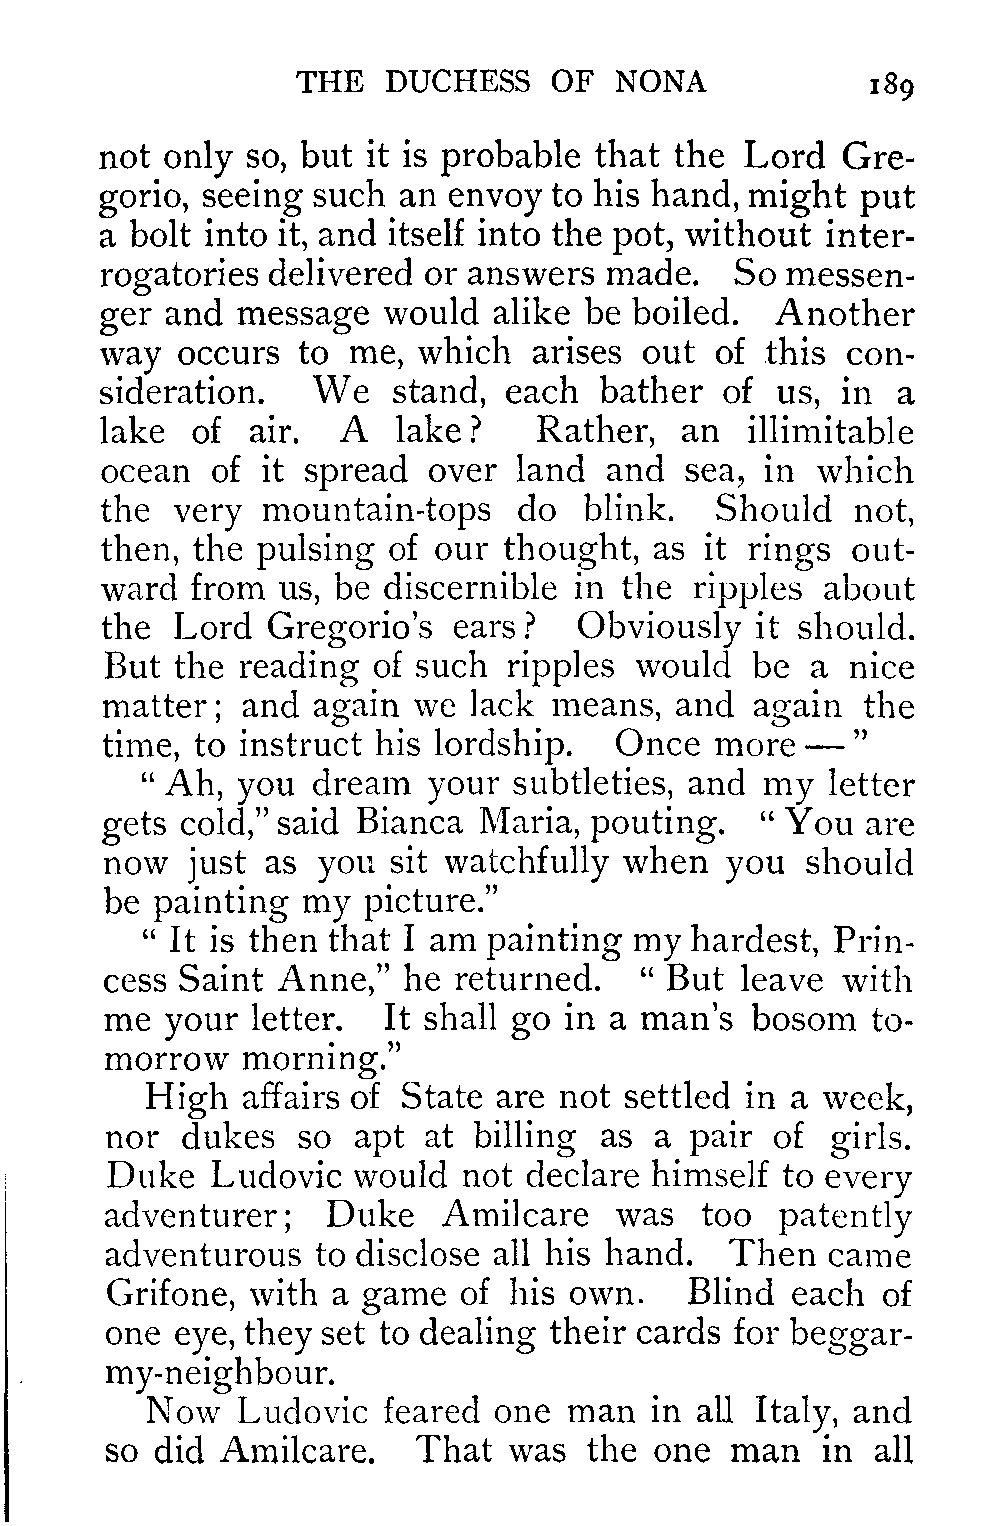 THE DUCHESS OF NONA 189
not only so, but it is probable that the Lord Gre-
gorio, seeing such an envoy to his hand, might put
a bolt into it, and itself into the pot, without inter-
rogatories delivered or answers made. So messen-
ger and message would alike be boiled. Another
way occurs to me, which arises out of this con-
sideration. We stand, each bather of us, in a
lake of air. A lake? Rather, an illimitable
ocean of it spread over land and sea, in which
the very mountain-tops do blink. Should not,
then, the pulsing of our thought, as it rings out-
ward from us, be discernible in the ripples about
the Lord Gregorio's ears? Obviously it should.
But the reading of such ripples would be a nice
matter; and again we lack means, and again the
time, to instruct his lordship. Once more — ”
“ Ah, you dream your subtleties, and my letter
gets cold,” said Bianca Maria, pouting. “ You are
now just as you sit watchfully when you should
be painting my picture.”
“ It is then that I am painting my hardest, Prin-
cess Saint Anne,” he returned. “ But leave with
me your letter. It shall go in a man's bosom to-
morrow morning.”
High affairs of State are not settled in a week,
nor dukes so apt at billing as a pair of girls.
Duke Ludovic would not declare himself to every
adventurer; Duke Amilcare was too patently
adventurous to disclose all his hand. Then came
Grifone, with a game of his own. Blind each of
one eye, they set to dealing their cards for beggar-
my-neighbour.
Now Ludovic feared one man in all Italy, and
so did Amilcare. That was the one man in all